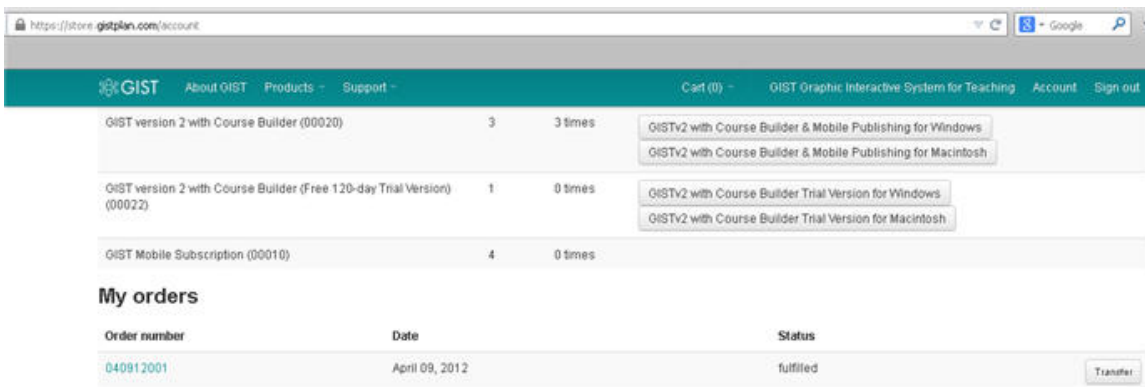 https://store.gistplan.com/account
Google
GIST About GIST Products Support Cart (0) GIST Graphic Interactive System for Teaching Account Sign out
GIST version 2 with Course Builder (00020) 3 3 times GISTv2 with Course Builder & Mobile Publishing for Windows
GISTv2 with Course Builder & Mobile Publishing for Macintosh
GIST version 2 with Course Builder (Free 120-day Trial Version) 1 0 times GISTv2 with Course Builder Trial Version for Windows
(00022) GISTv2 with Course Builder Trial Version for Macintosh
GIST Mobile Subscription (00010) 4 0 times
My orders
Order number Date Status
040912001 April 09, 2012 fulfilled Transfer